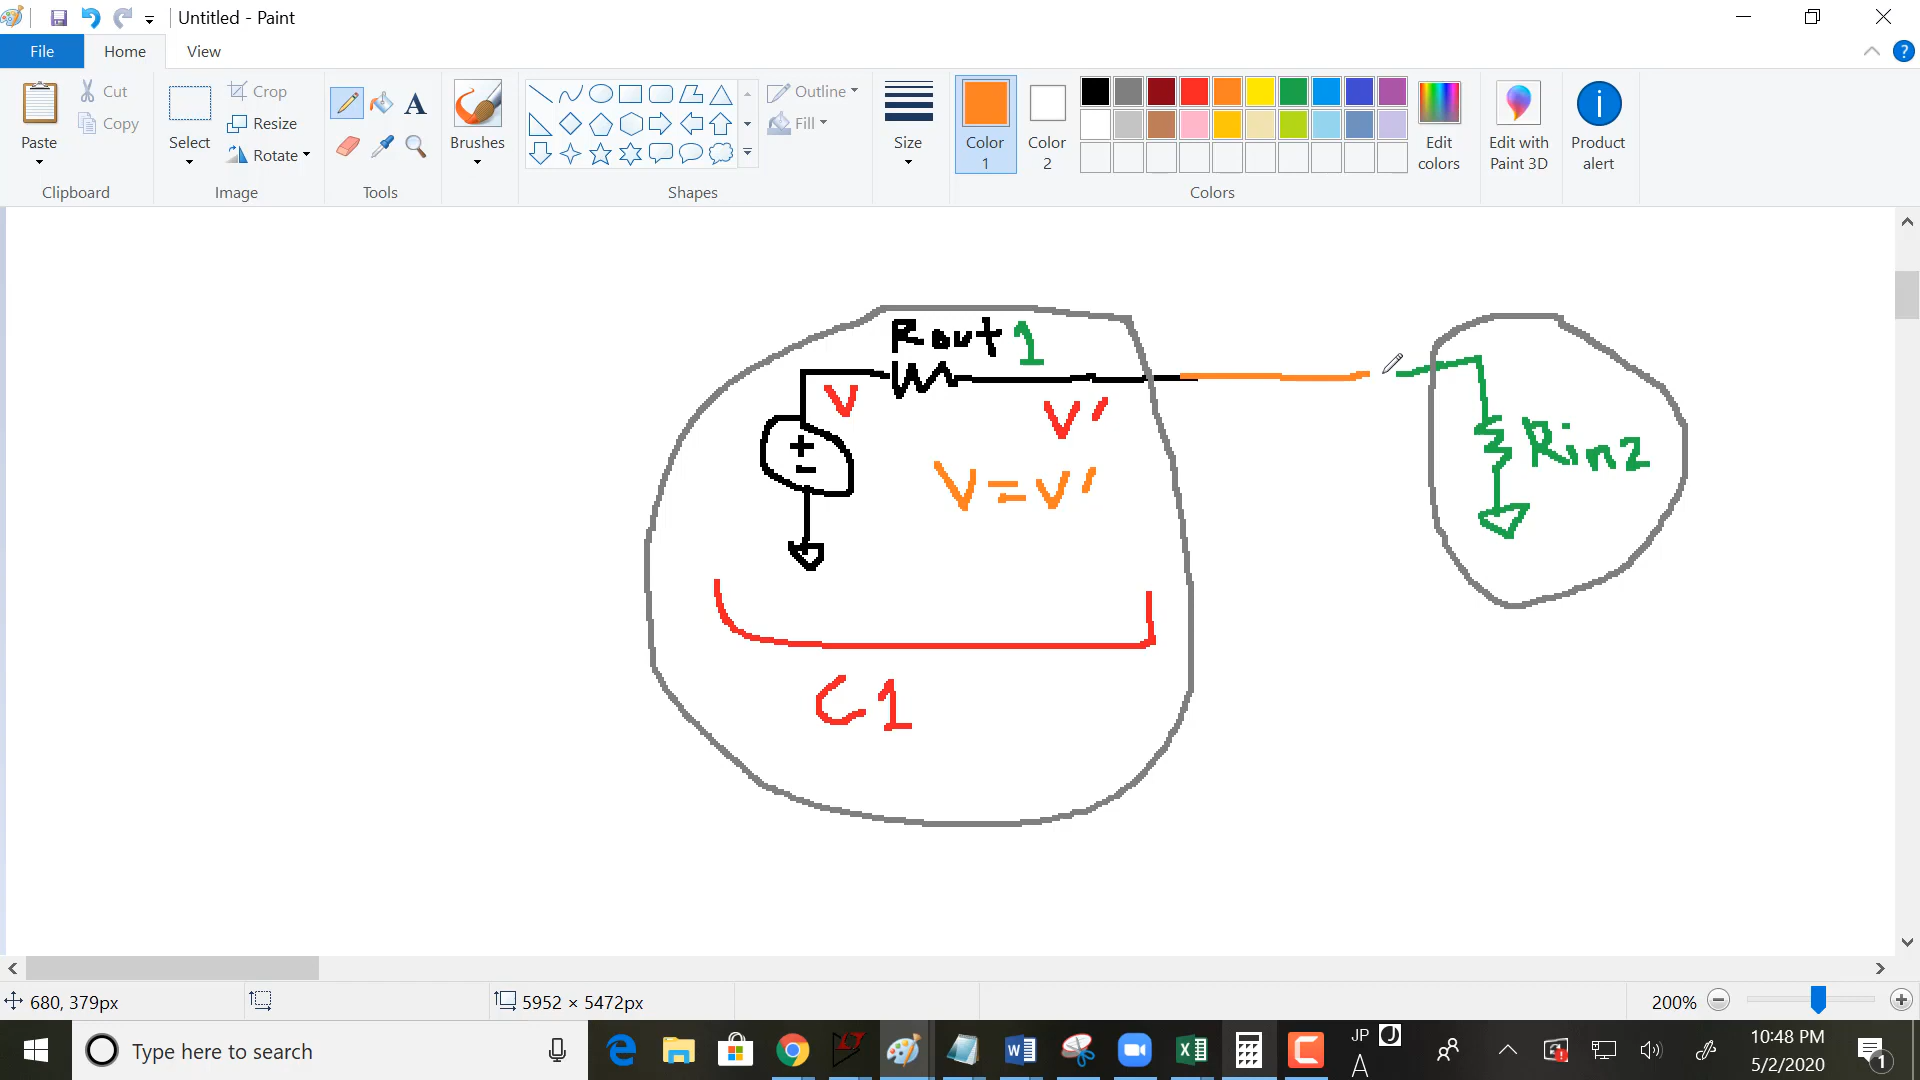 Untitled - Paint
File Home View
Paste
Cut
Copy
Clipboard
Select
Crop
Resize
Rotate
Image
A
Tools
Brushes
Shapes
Outline
Fill
Size
Color 1
Color 2
Edit colors
Colors
Edit with Paint 3D
Product alert
Rout 1
V
V'
+
-
V=V'
Rin2
C1
680, 379px
5952 × 5472px
200%
Type here to search
JP
J
A
10:48 PM
5/2/2020
1